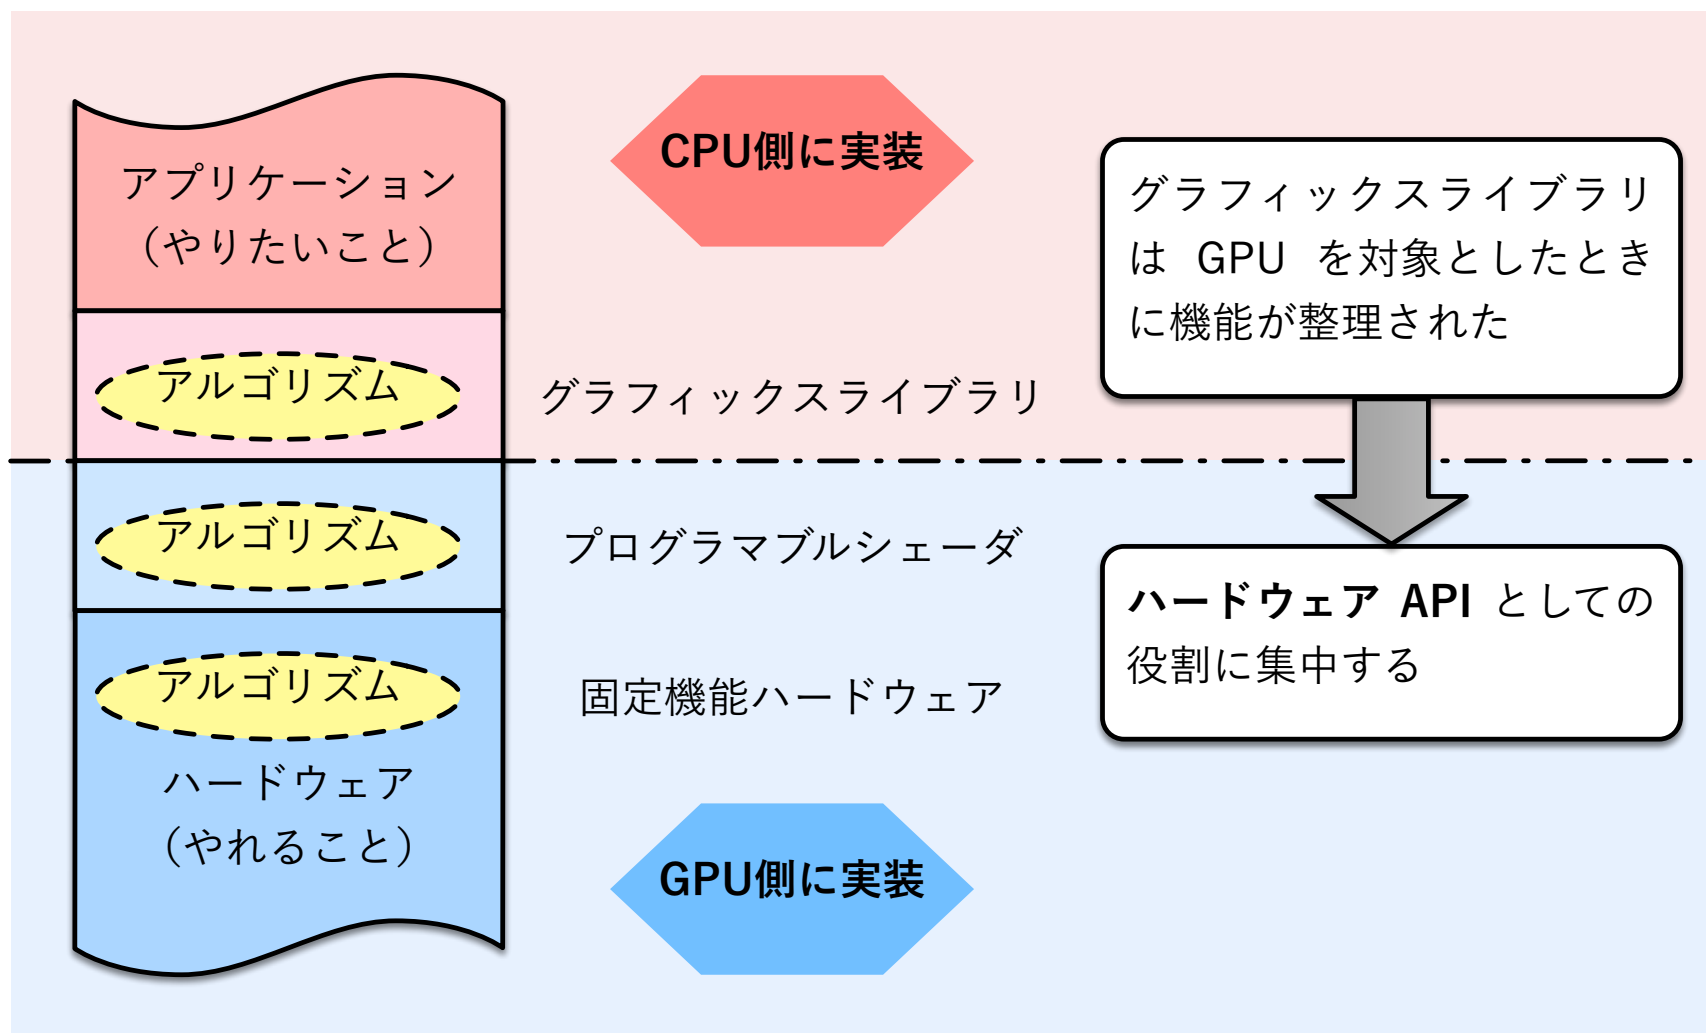 CPU側に実装
アプリケーション
（やりたいこと）
グラフィックスライブラリ
は GPU を対象としたとき
に機能が整理された
アルゴリズム
グラフィックスライブラリ
アルゴリズム
プログラマブルシェーダ
ハードウェア API としての
役割に集中する
アルゴリズム
固定機能ハードウェア
ハードウェア
（やれること）
GPU側に実装